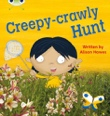 Creepy-crawly
Hunt
Written by
Alison Hawes